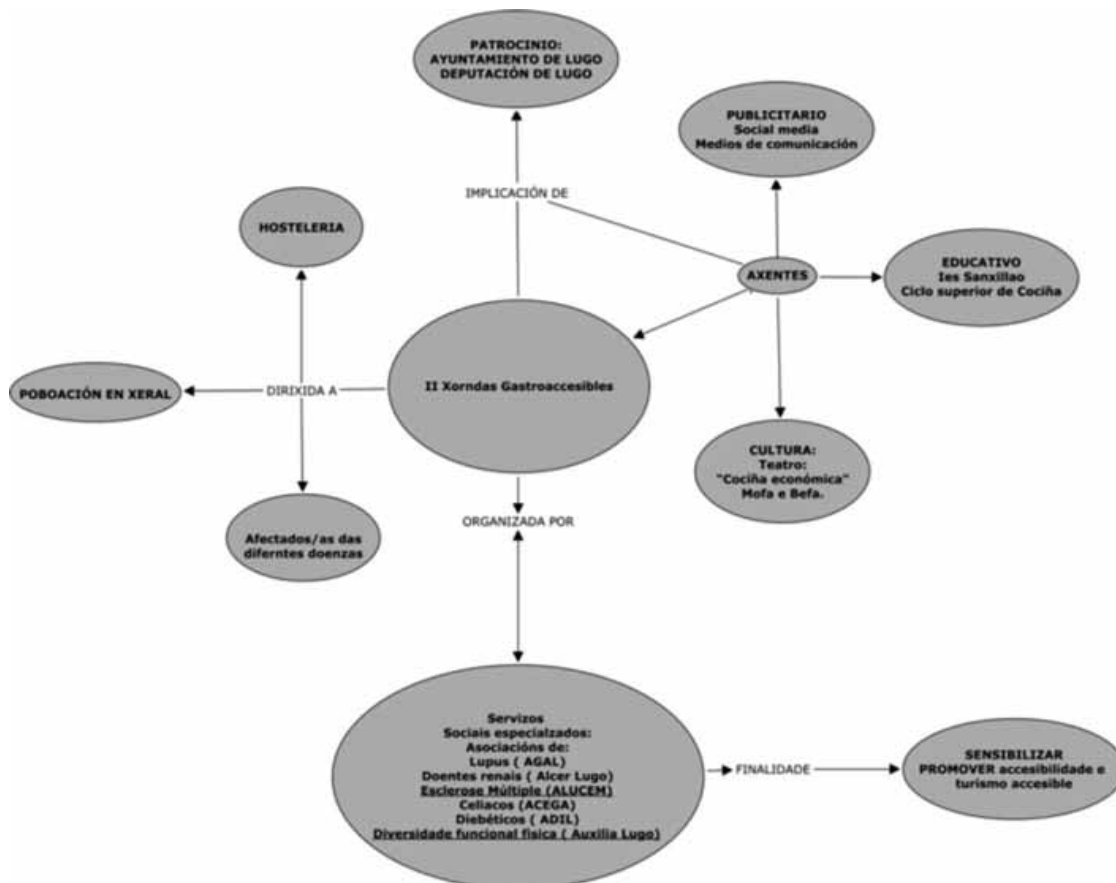 PATROCINIO:
AYUNTAMIENTO DE LUGO
DEPUTACIÓN DE LUGO
PUBLICITARIO
Social media
Medios de comunicación
IMPLICACIÓN DE
HOSTELERIA
AXENTES
EDUCATIVO
Ies Sanxillao
Ciclo superior de Cociña
II Xorndas Gastroaccesibles
POBOACIÓN EN XERAL
DIRIXIDA A
CULTURA:
Teatro:
"Cociña económica"
Mofa e Befa.
ORGANIZADA POR
Afectados/as das
diferntes doenzas
Servizos
Sociais especialzados:
Asociacións de:
Lupus ( AGAL)
Doentes renais ( Alcer Lugo)
Esclerose Múltiple (ALUCEM)
Celiacos (ACEGA)
Diebéticos ( ADIL)
Diversidade funcional física ( Auxilia Lugo)
FINALIDADE
SENSIBILIZAR
PROMOVER accesibilidade e
turismo accesible